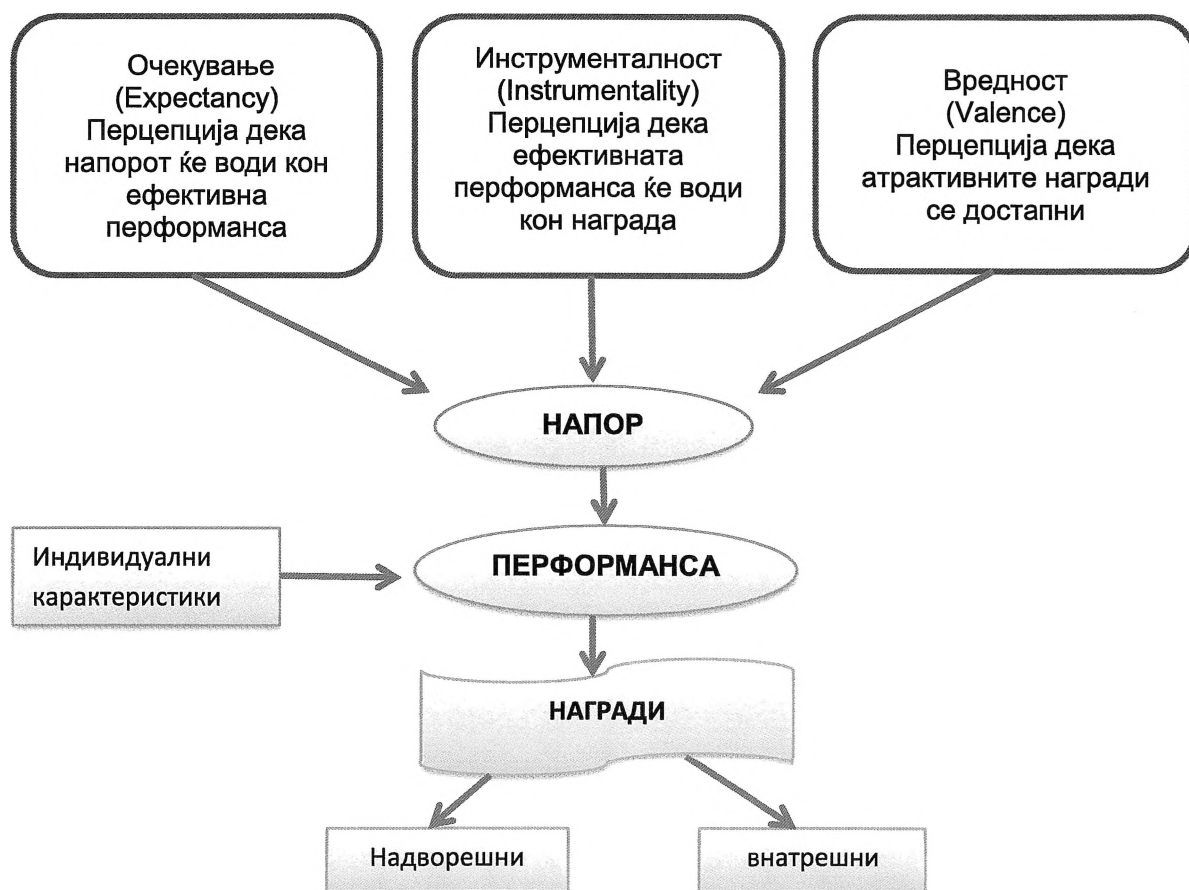 Очекување
(Expectancy)
Перцепција дека
напорот ќе води кон
ефективна
перформанса
Инструменталност
(Instrumentality)
Перцепција дека
ефективната
перформанса ќе води
кон награда
Вредност
(Valence)
Перцепција дека
атрактивните награди
се достапни
НАПОР
Индивидуални
карактеристики
ПЕРФОРМАНСА
НАГРАДИ
Надворешни
внатрешни